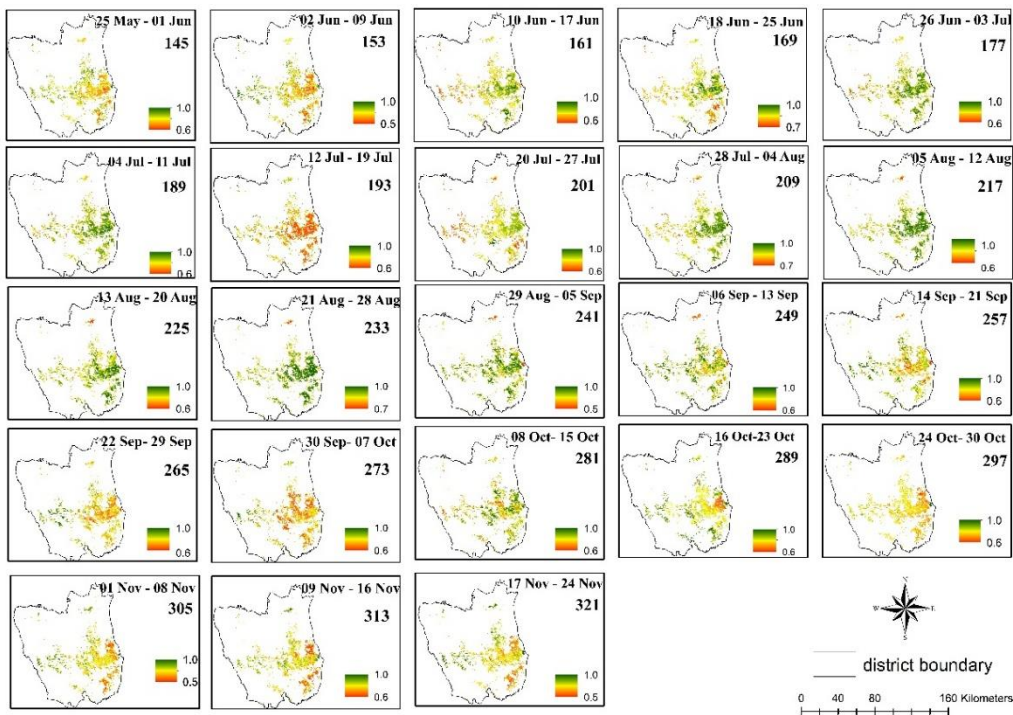 25 May - 01 Jun
145
1.0
0.6
02 Jun - 09 Jun
153
1.0
0.5
10 Jun - 17 Jun
161
1.0
0.6
18 Jun - 25 Jun
169
1.0
0.7
26 Jun - 03 Jul
177
1.0
0.6
04 Jul - 11 Jul
189
1.0
0.6
12 Jul - 19 Jul
193
1.0
0.6
20 Jul - 27 Jul
201
1.0
0.6
28 Jul - 04 Aug
209
1.0
0.7
05 Aug - 12 Aug
217
1.0
0.6
13 Aug - 20 Aug
225
1.0
0.6
21 Aug - 28 Aug
233
1.0
0.7
29 Aug - 05 Sep
241
1.0
0.5
06 Sep - 13 Sep
249
1.0
0.6
14 Sep - 21 Sep
257
1.0
0.6
22 Sep- 29 Sep
265
1.0
0.6
30 Sep- 07 Oct
273
1.0
0.6
08 Oct- 15 Oct
281
1.0
0.6
16 Oct-23 Oct
289
1.0
0.6
24 Oct- 30 Oct
297
1.0
0.6
01 Nov - 08 Nov
305
1.0
0.5
09 Nov - 16 Nov
313
1.0
0.6
17 Nov - 24 Nov
321
1.0
0.6
N
W E
S
district boundary
0 40 80 160 Kilometers